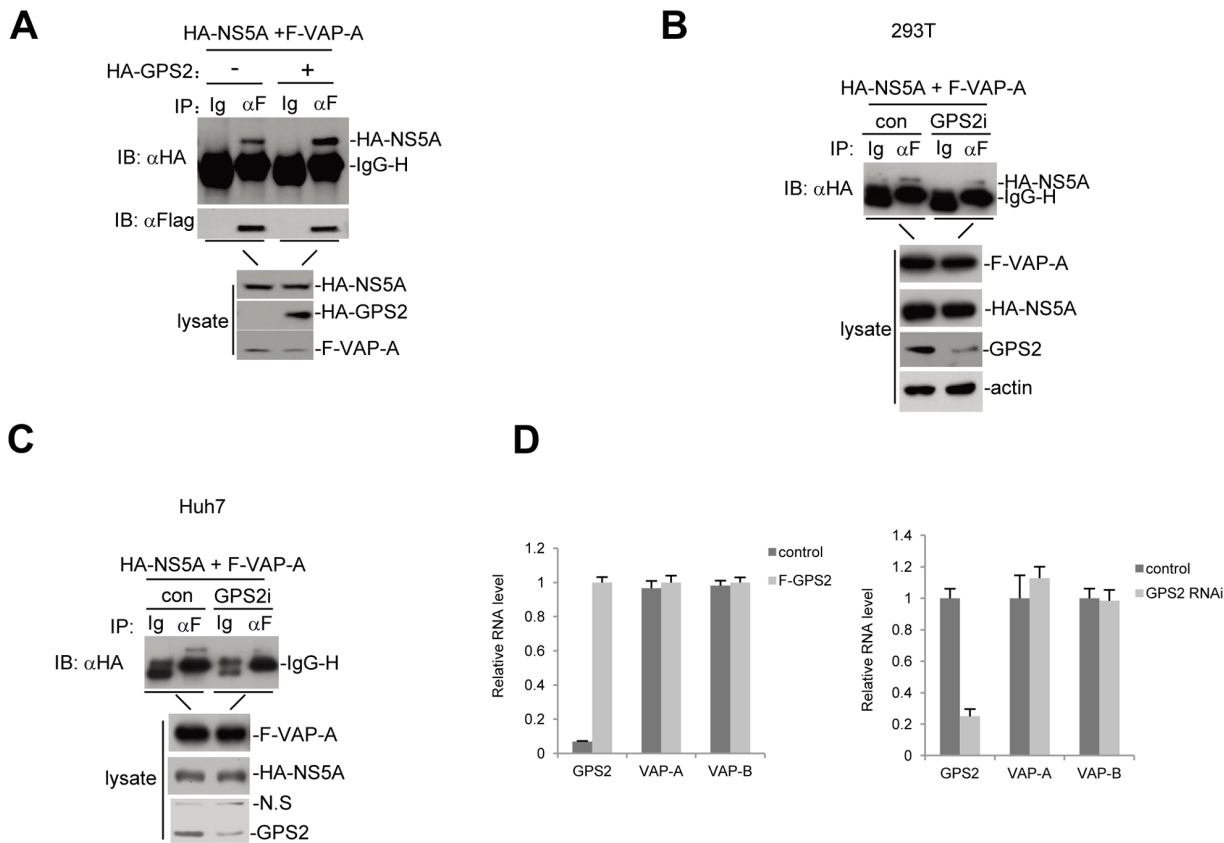 A
HA-NS5A +F-VAP-A
HA-GPS2: - +
IP: Ig αF Ig αF
IB: αHA
-HA-NS5A
-IgG-H
IB: αFlag
lysate
-HA-NS5A
-HA-GPS2
-F-VAP-A
B
293T
HA-NS5A + F-VAP-A
con GPS2i
IP: Ig αF Ig αF
IB: αHA
-HA-NS5A
-IgG-H
lysate
-F-VAP-A
-HA-NS5A
-GPS2
-actin
C
Huh7
HA-NS5A + F-VAP-A
con GPS2i
IP: Ig αF Ig αF
IB: αHA
-IgG-H
lysate
-F-VAP-A
-HA-NS5A
-N.S
-GPS2
D
Relative RNA level
1.2
1
0.8
0.6
0.4
0.2
0
GPS2 VAP-A VAP-B
control
F-GPS2
Relative RNA level
1.4
1.2
1
0.8
0.6
0.4
0.2
0
GPS2 VAP-A VAP-B
control
GPS2 RNAi